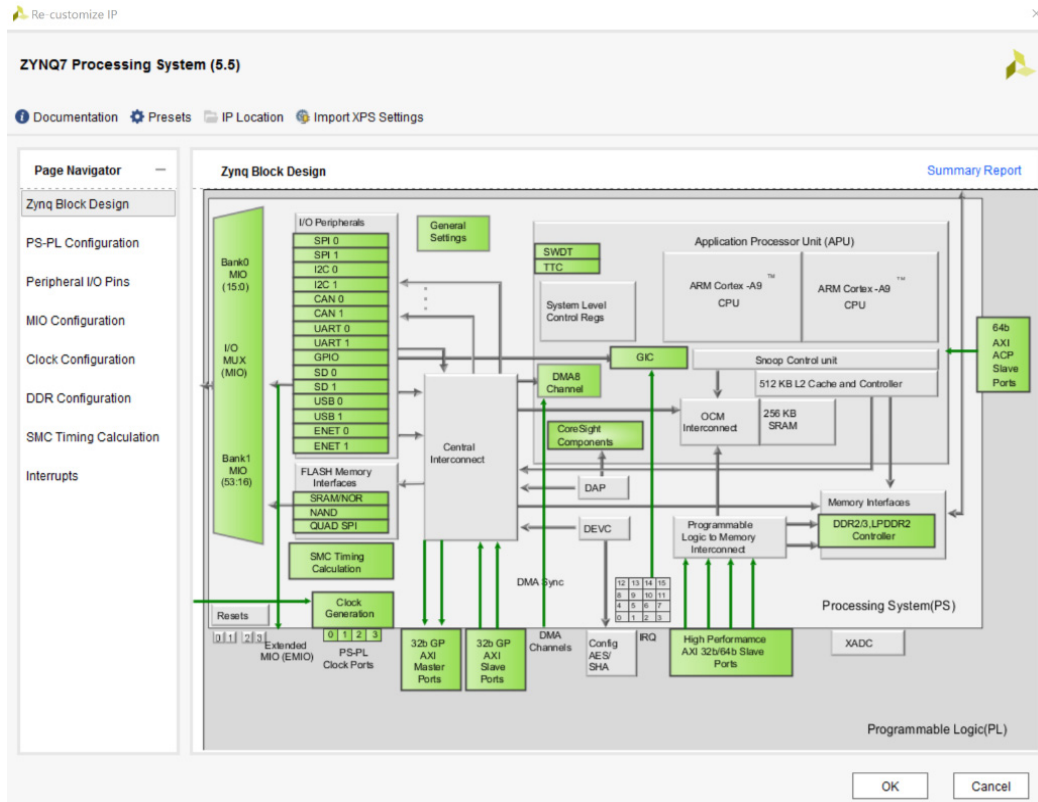 Re-customize IP
ZYNQ7 Processing System (5.5)
Documentation Presets IP Location Import XPS Settings
Page Navigator
Zynq Block Design
PS-PL Configuration
Peripheral I/O Pins
MIO Configuration
Clock Configuration
DDR Configuration
SMC Timing Calculation
Interrupts
Zynq Block Design
Summary Report
Bank0
MIO
(15:0)
I/O
MUX
(MIO)
Bank1
MIO
(53:16)
I/O Peripherals
SPI 0
SPI 1
I2C 0
I2C 1
CAN 0
CAN 1
UART 0
UART 1
GPIO
SD 0
SD 1
USB 0
USB 1
ENET 0
ENET 1
FLASH Memory
Interfaces
SRAM/NOR
NAND
QUAD SPI
SMC Timing
Calculation
General
Settings
Application Processor Unit (APU)
SWDT
TTC
System Level
Control Regs
ARM Cortex -A9 ™
CPU
ARM Cortex -A9 ™
CPU
GIC
Snoop Control unit
DMA8
Channel
512 KB L2 Cache and Controller
OCM
Interconnect
256 KB
SRAM
CoreSight
Components
Central
Interconnect
DAP
DEVC
Programmable
Logic to Memory
Interconnect
Memory Interfaces
DDR2/3,LPDDR2
Controller
64b
AXI
ACP
Slave
Ports
DMA Sync
12 13 14 15
8 9 10 11
4 5 6 7
0 1 2 3
Processing System(PS)
Resets
Clock
Generation
0 1 2 3
Extended
MIO (EMIO)
0 1 2 3
PS-PL
Clock Ports
32b GP
AXI
Master
Ports
32b GP
AXI
Slave
Ports
DMA
Channels
Config
AES/
SHA
IRQ
High Performance
AXI 32b/64b Slave
Ports
XADC
Programmable Logic(PL)
OK
Cancel